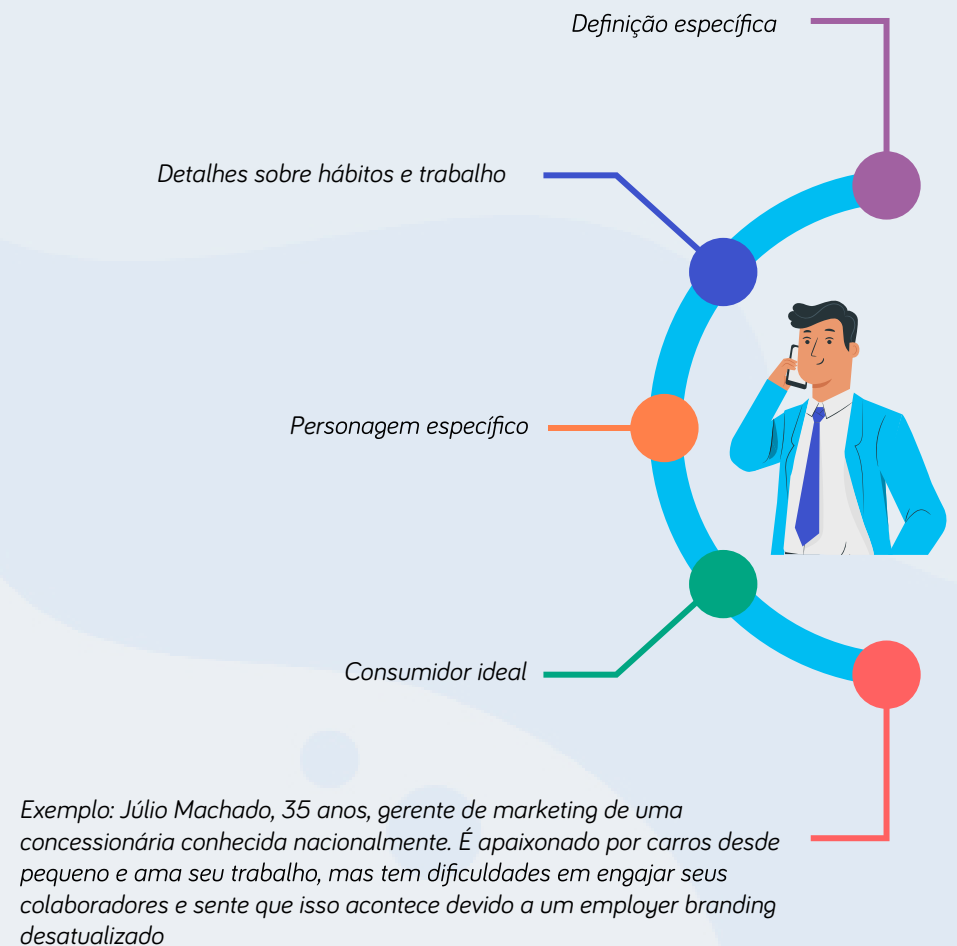 Definição específica
Detalhes sobre hábitos e trabalho
Personagem específico
Consumidor ideal
Exemplo: Júlio Machado, 35 anos, gerente de marketing de uma
concessionária conhecida nacionalmente. É apaixonado por carros desde
pequeno e ama seu trabalho, mas tem dificuldades em engajar seus
colaboradores e sente que isso acontece devido a um employer branding
desatualizado